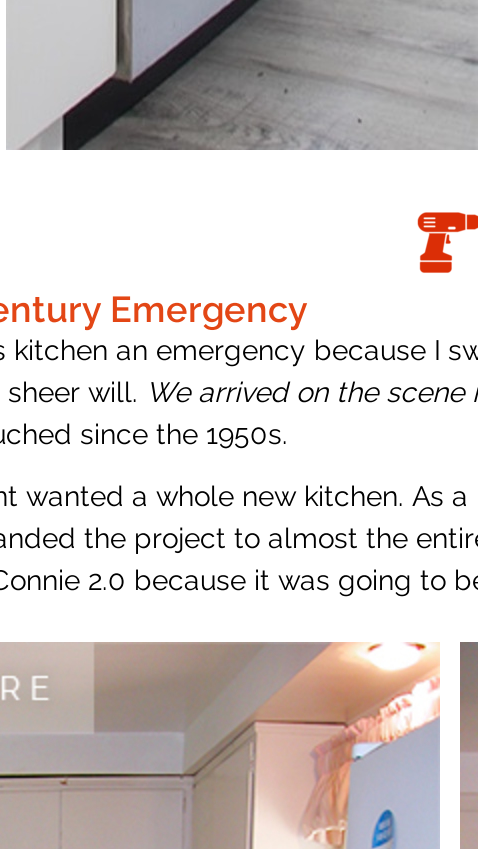 entury Emergency
s kitchen an emergency because I sw
sheer will. We arrived on the scene
uched since the 1950s.
nt wanted a whole new kitchen. As a
anded the project to almost the entire
Connie 2.0 because it was going to be
RE